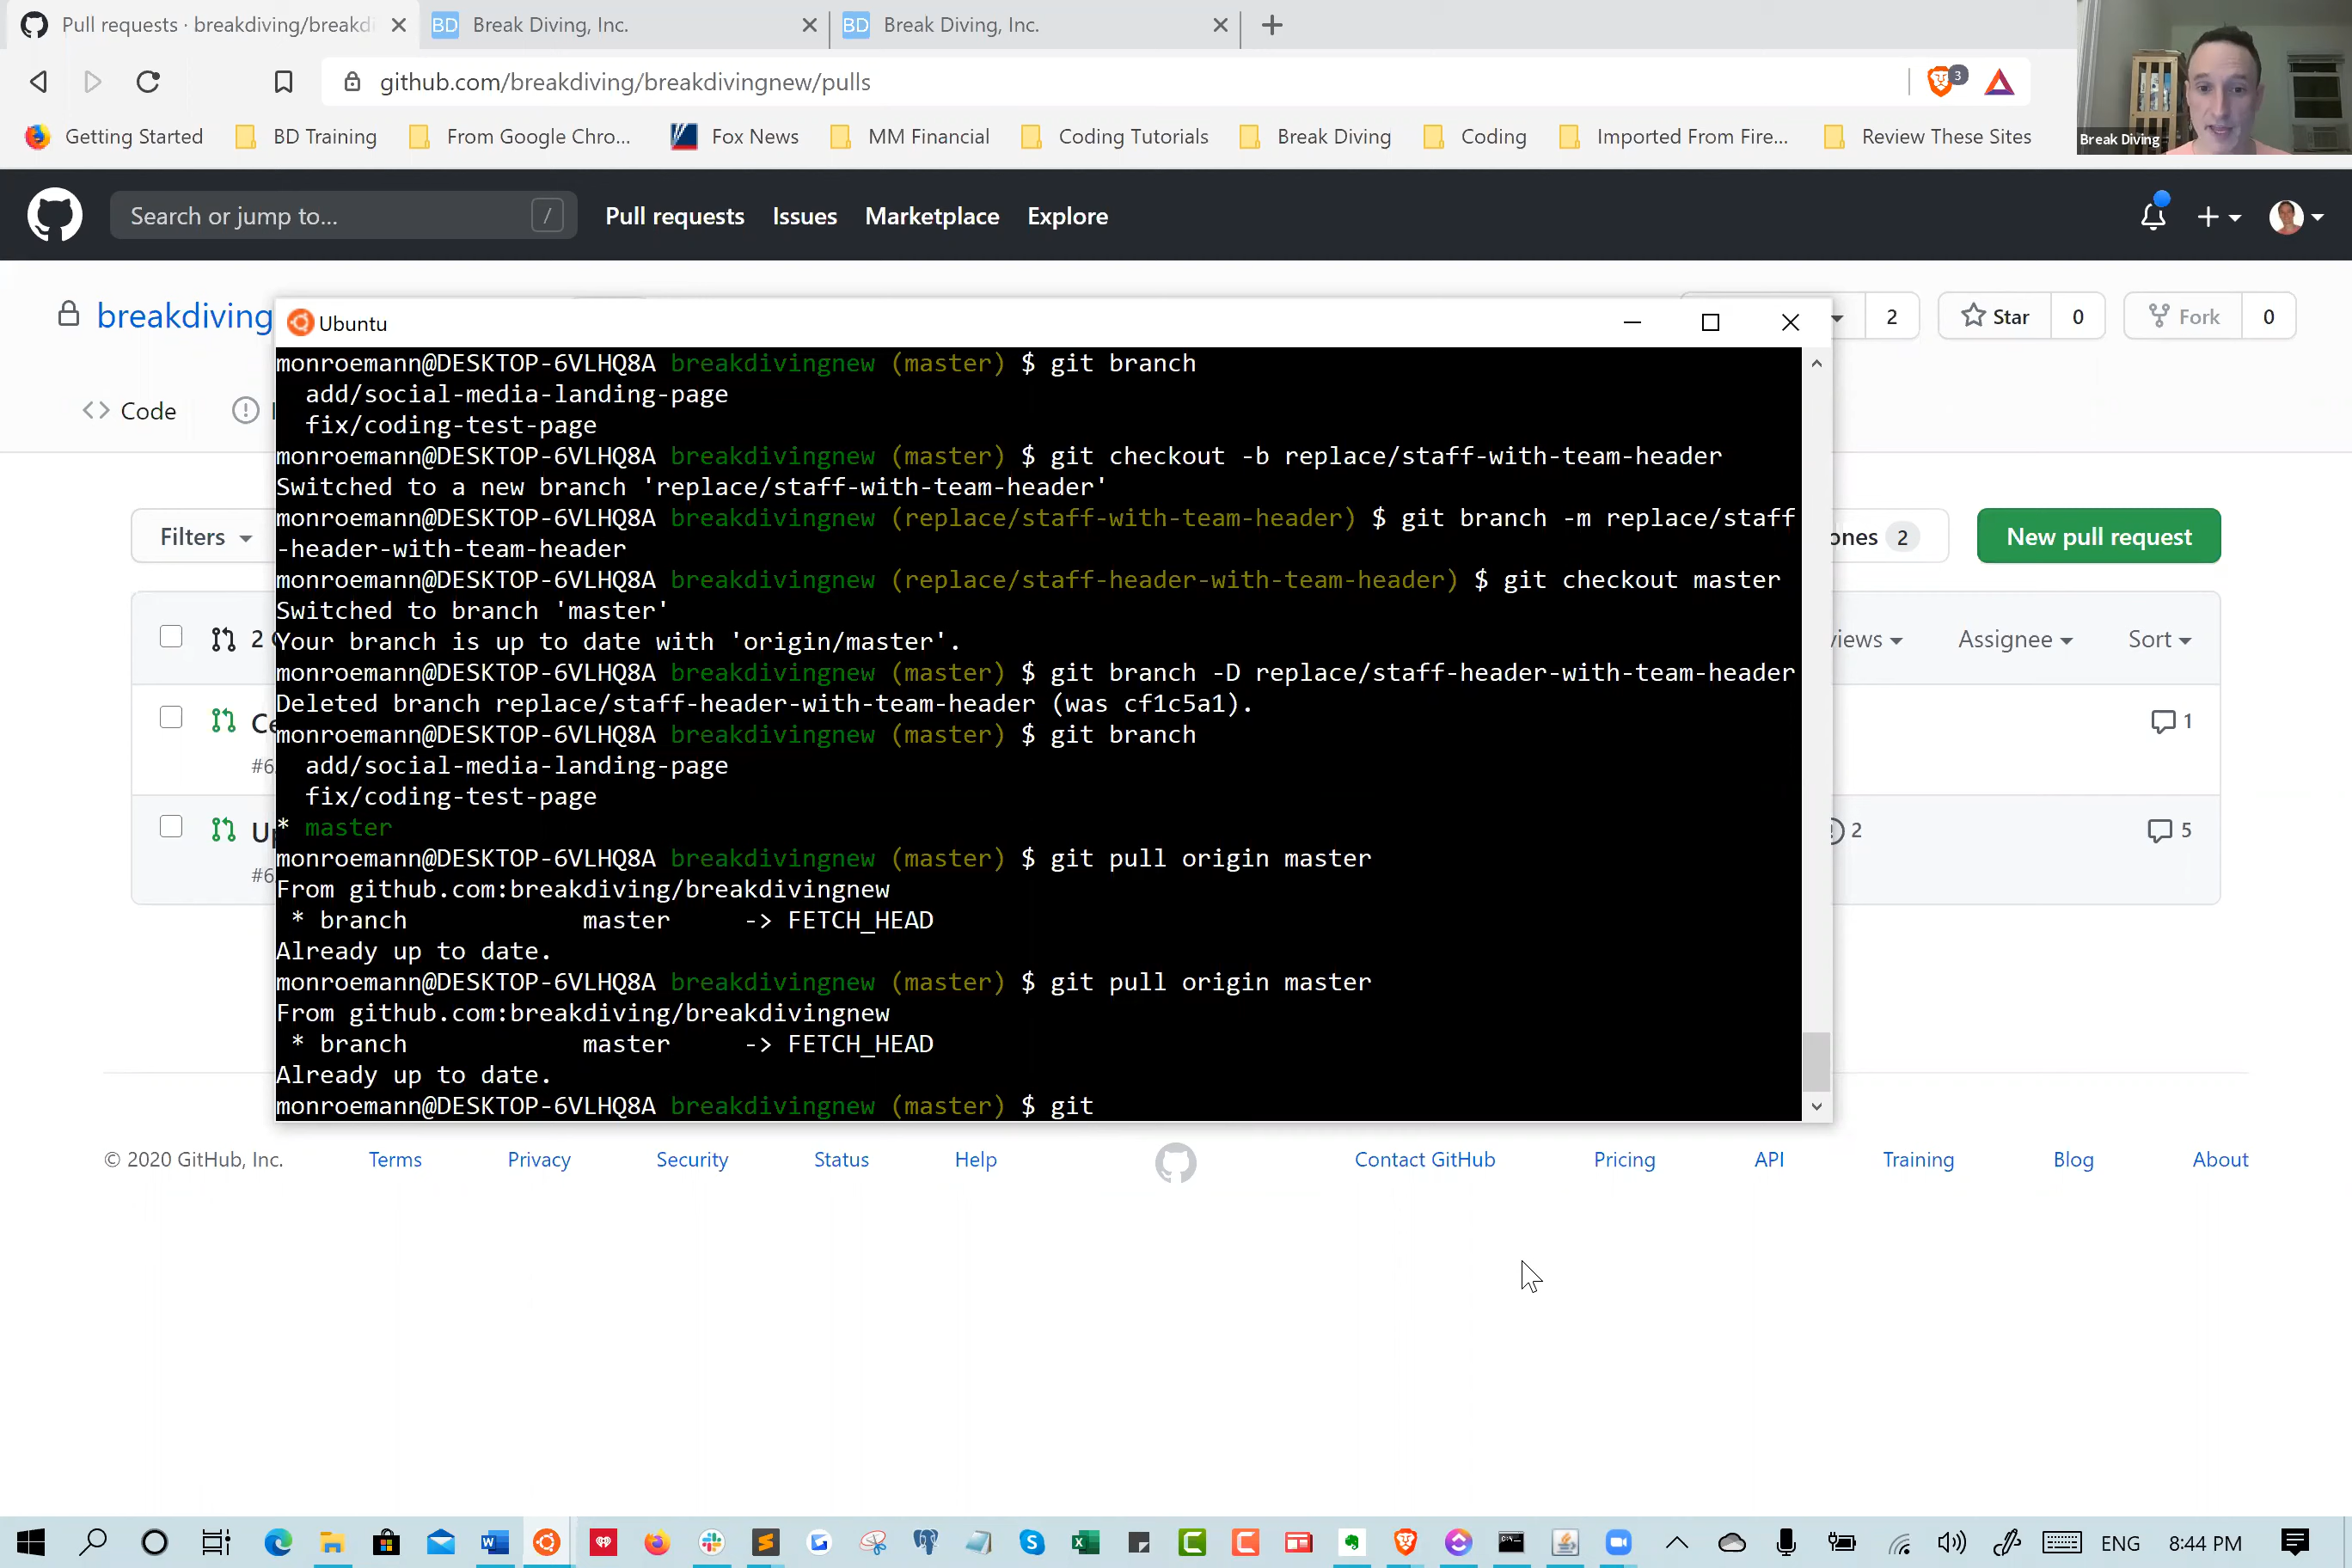 Pull requests · breakdiving/breakdi
Break Diving, Inc.
Break Diving, Inc.
github.com/breakdiving/breakdivingnew/pulls
3
Getting Started
BD Training
From Google Chro...
Fox News
MM Financial
Coding Tutorials
Break Diving
Coding
Imported From Fire...
Review These Sites
Break Diving
Search or jump to...
/
Pull requests
Issues
Marketplace
Explore
breakdiving
2
Star
0
Fork
0
Code
Filters
ones 2
New pull request
2
iews
Assignee
Sort
Ce
#6
1
Up
#6
2
5
Ubuntu
monroemann@DESKTOP-6VLHQ8A breakdivingnew (master) $ git branch
add/social-media-landing-page
fix/coding-test-page
monroemann@DESKTOP-6VLHQ8A breakdivingnew (master) $ git checkout -b replace/staff-with-team-header
Switched to a new branch 'replace/staff-with-team-header'
monroemann@DESKTOP-6VLHQ8A breakdivingnew (replace/staff-with-team-header) $ git branch -m replace/staff
-header-with-team-header
monroemann@DESKTOP-6VLHQ8A breakdivingnew (replace/staff-header-with-team-header) $ git checkout master
Switched to branch 'master'
Your branch is up to date with 'origin/master'.
monroemann@DESKTOP-6VLHQ8A breakdivingnew (master) $ git branch -D replace/staff-header-with-team-header
Deleted branch replace/staff-header-with-team-header (was cf1c5a1).
monroemann@DESKTOP-6VLHQ8A breakdivingnew (master) $ git branch
add/social-media-landing-page
fix/coding-test-page
* master
monroemann@DESKTOP-6VLHQ8A breakdivingnew (master) $ git pull origin master
From github.com:breakdiving/breakdivingnew
* branch master -> FETCH_HEAD
Already up to date.
monroemann@DESKTOP-6VLHQ8A breakdivingnew (master) $ git pull origin master
From github.com:breakdiving/breakdivingnew
* branch master -> FETCH_HEAD
Already up to date.
monroemann@DESKTOP-6VLHQ8A breakdivingnew (master) $ git
© 2020 GitHub, Inc.
Terms
Privacy
Security
Status
Help
Contact GitHub
Pricing
API
Training
Blog
About
ENG
8:44 PM